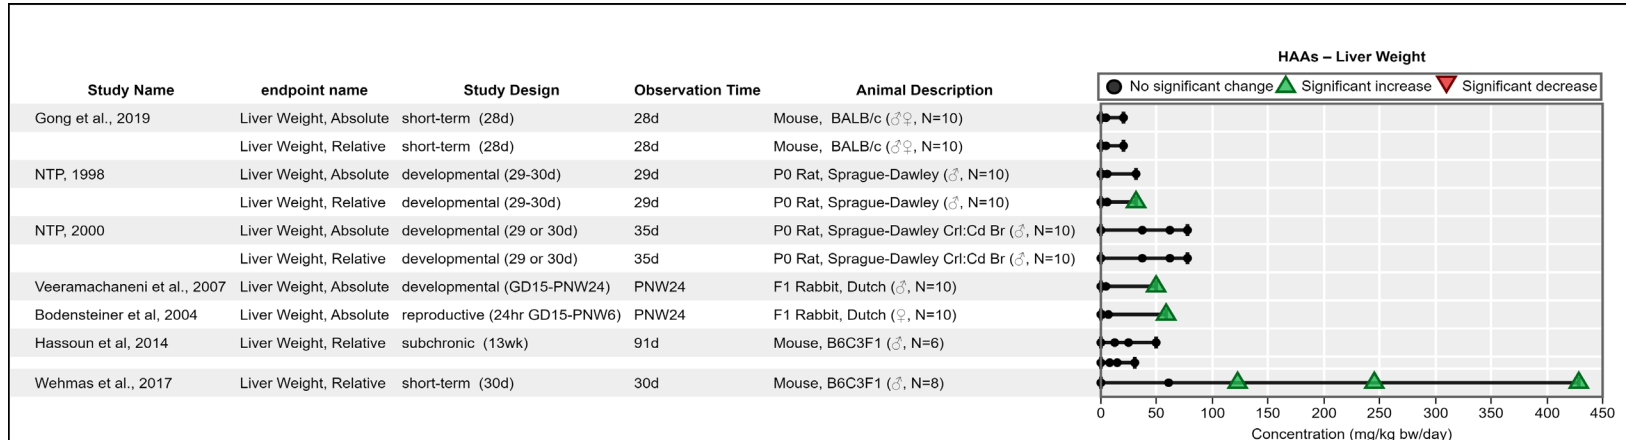 HAAs – Liver Weight
Study Name endpoint name Study Design Observation Time Animal Description No significant change Significant increase Significant decrease
Gong et al., 2019 Liver Weight, Absolute short-term (28d) 28d Mouse, BALB/c (♂♀, N=10)
Liver Weight, Relative short-term (28d) 28d Mouse, BALB/c (♂♀, N=10)
NTP, 1998 Liver Weight, Absolute developmental (29-30d) 29d P0 Rat, Sprague-Dawley (♂, N=10)
Liver Weight, Relative developmental (29-30d) 29d P0 Rat, Sprague-Dawley (♂, N=10)
NTP, 2000 Liver Weight, Absolute developmental (29 or 30d) 35d P0 Rat, Sprague-Dawley Crl:Cd Br (♂, N=10)
Liver Weight, Relative developmental (29 or 30d) 35d P0 Rat, Sprague-Dawley Crl:Cd Br (♂, N=10)
Veeramachaneni et al., 2007 Liver Weight, Absolute developmental (GD15-PNW24) PNW24 F1 Rabbit, Dutch (♂, N=10)
Bodensteiner et al, 2004 Liver Weight, Absolute reproductive (24hr GD15-PNW6) PNW24 F1 Rabbit, Dutch (♀, N=10)
Hassoun et al, 2014 Liver Weight, Relative subchronic (13wk) 91d Mouse, B6C3F1 (♂, N=6)
Wehmas et al., 2017 Liver Weight, Relative short-term (30d) 30d Mouse, B6C3F1 (♂, N=8)
0 50 100 150 200 250 300 350 400 450
Concentration (mg/kg bw/day)